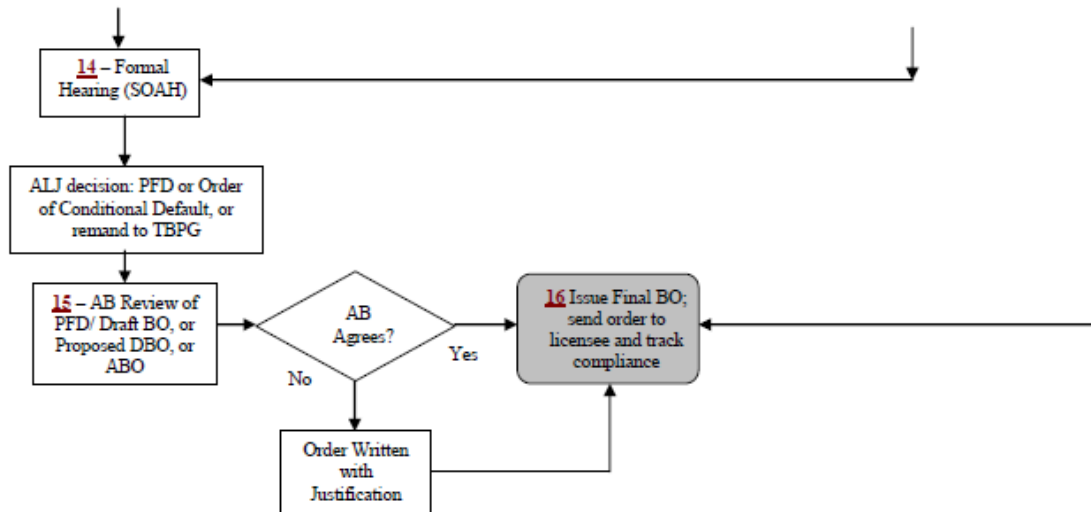 14 – Formal
Hearing (SOAH)
ALJ decision: PFD or Order
of Conditional Default, or
remand to TBPG
15 – AB Review of
PFD/ Draft BO, or
Proposed DBO, or
ABO
AB
Agrees?
Yes
No
16 Issue Final BO;
send order to
licensee and track
compliance
Order Written
with
Justification